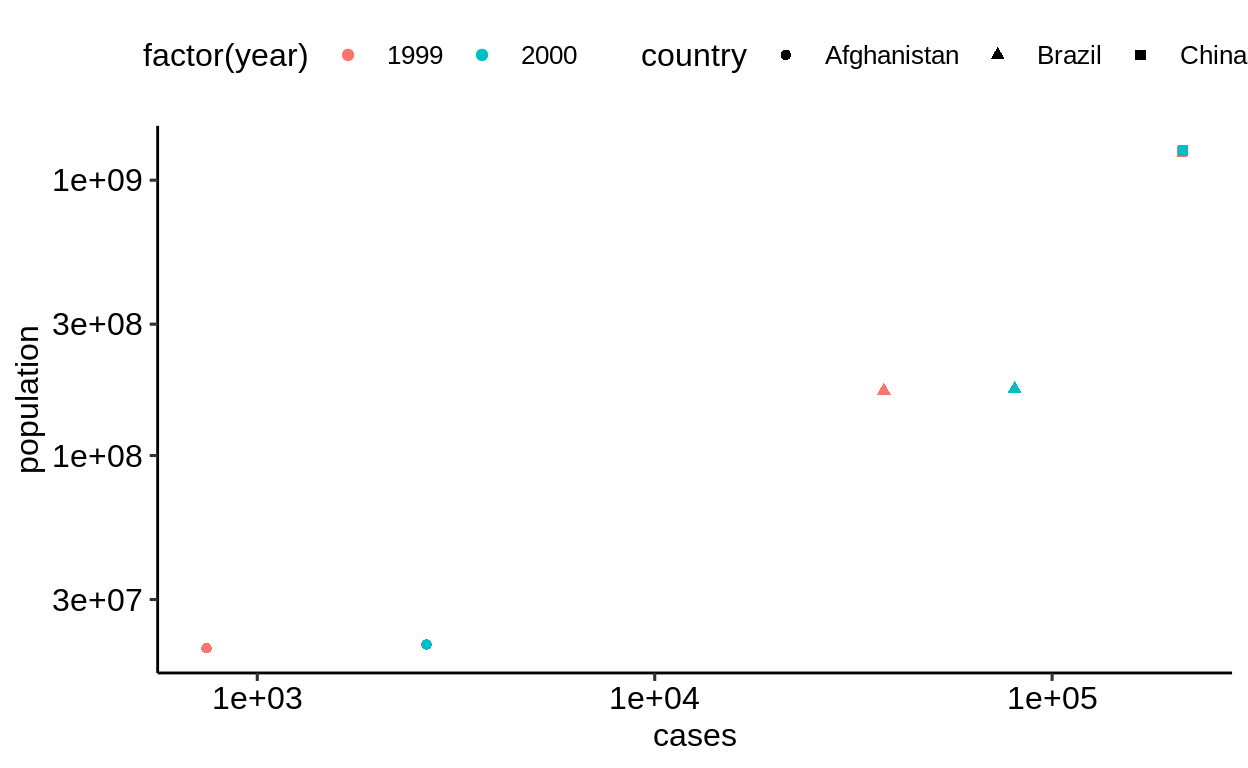 factor(year) 1999 2000 country Afghanistan Brazil China
1e+09
3e+08
population
1e+08
3e+07
1e+03 1e+04 1e+05
cases